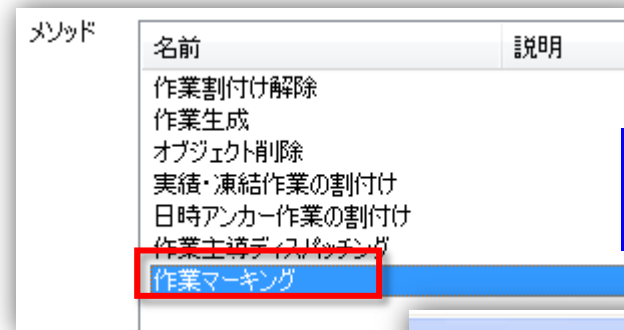 メソッド
名前 説明
作業割付け解除
作業生成
オブジェクト削除
実績・凍結作業の割付け
日時アンカー作業の割付け
作業主導ディスパッチング
作業マーキング